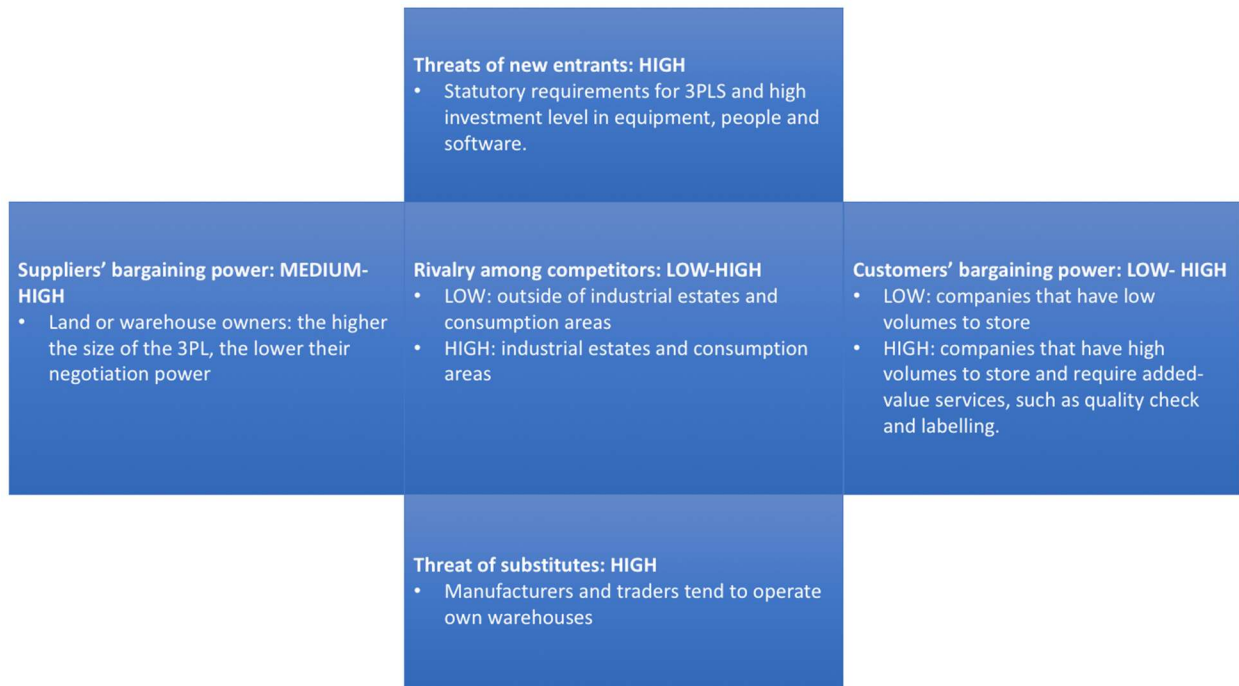 Threats of new entrants: HIGH
• Statutory requirements for 3PLS and high
investment level in equipment, people and
software.
Suppliers’ bargaining power: MEDIUM-
HIGH
• Land or warehouse owners: the higher
the size of the 3PL, the lower their
negotiation power
Rivalry among competitors: LOW-HIGH
• LOW: outside of industrial estates and
consumption areas
• HIGH: industrial estates and consumption
areas
Customers’ bargaining power: LOW- HIGH
• LOW: companies that have low
volumes to store
• HIGH: companies that have high
volumes to store and require added-
value services, such as quality check
and labelling.
Threat of substitutes: HIGH
• Manufacturers and traders tend to operate
own warehouses